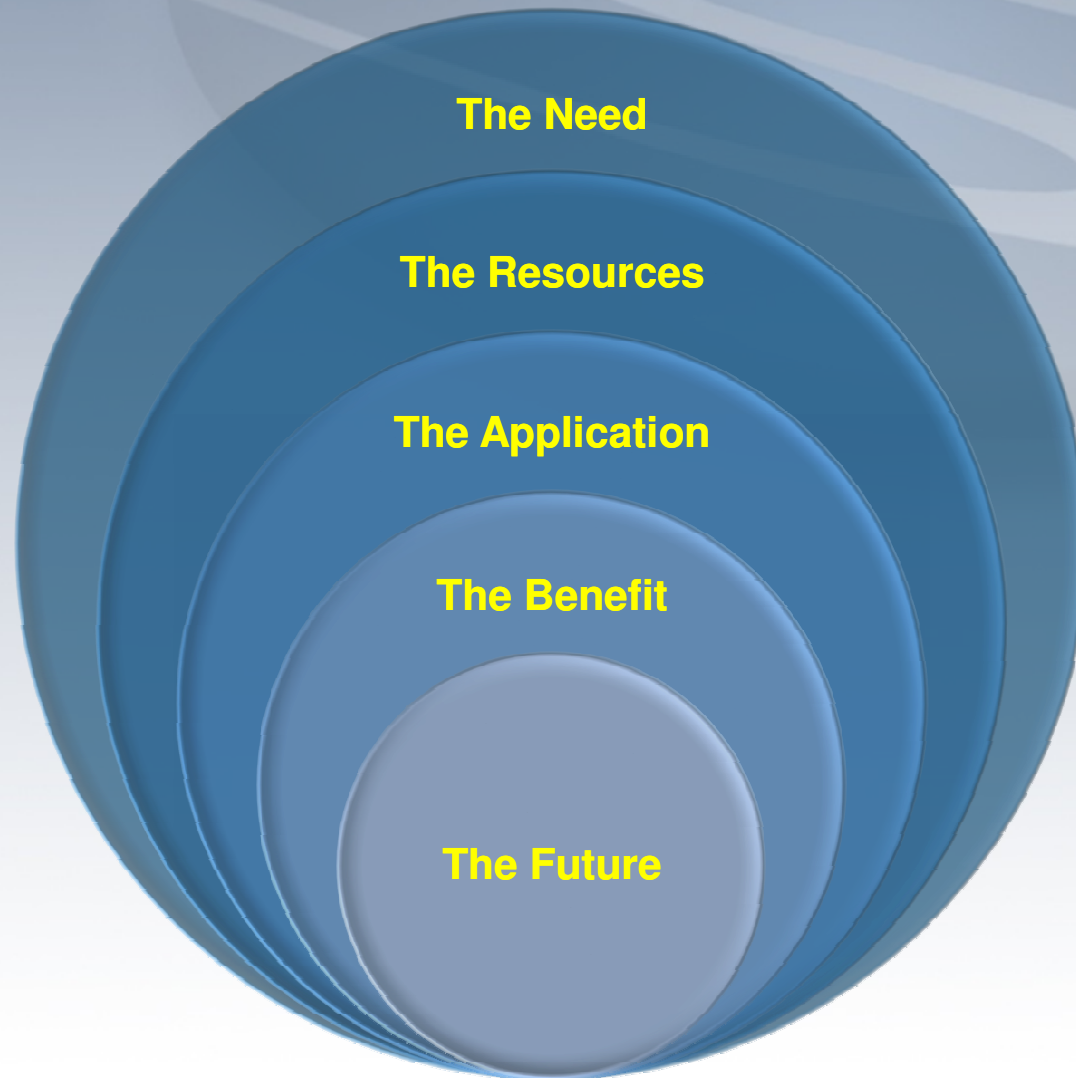 The Need
The Resources
The Application
The Benefit
The Future